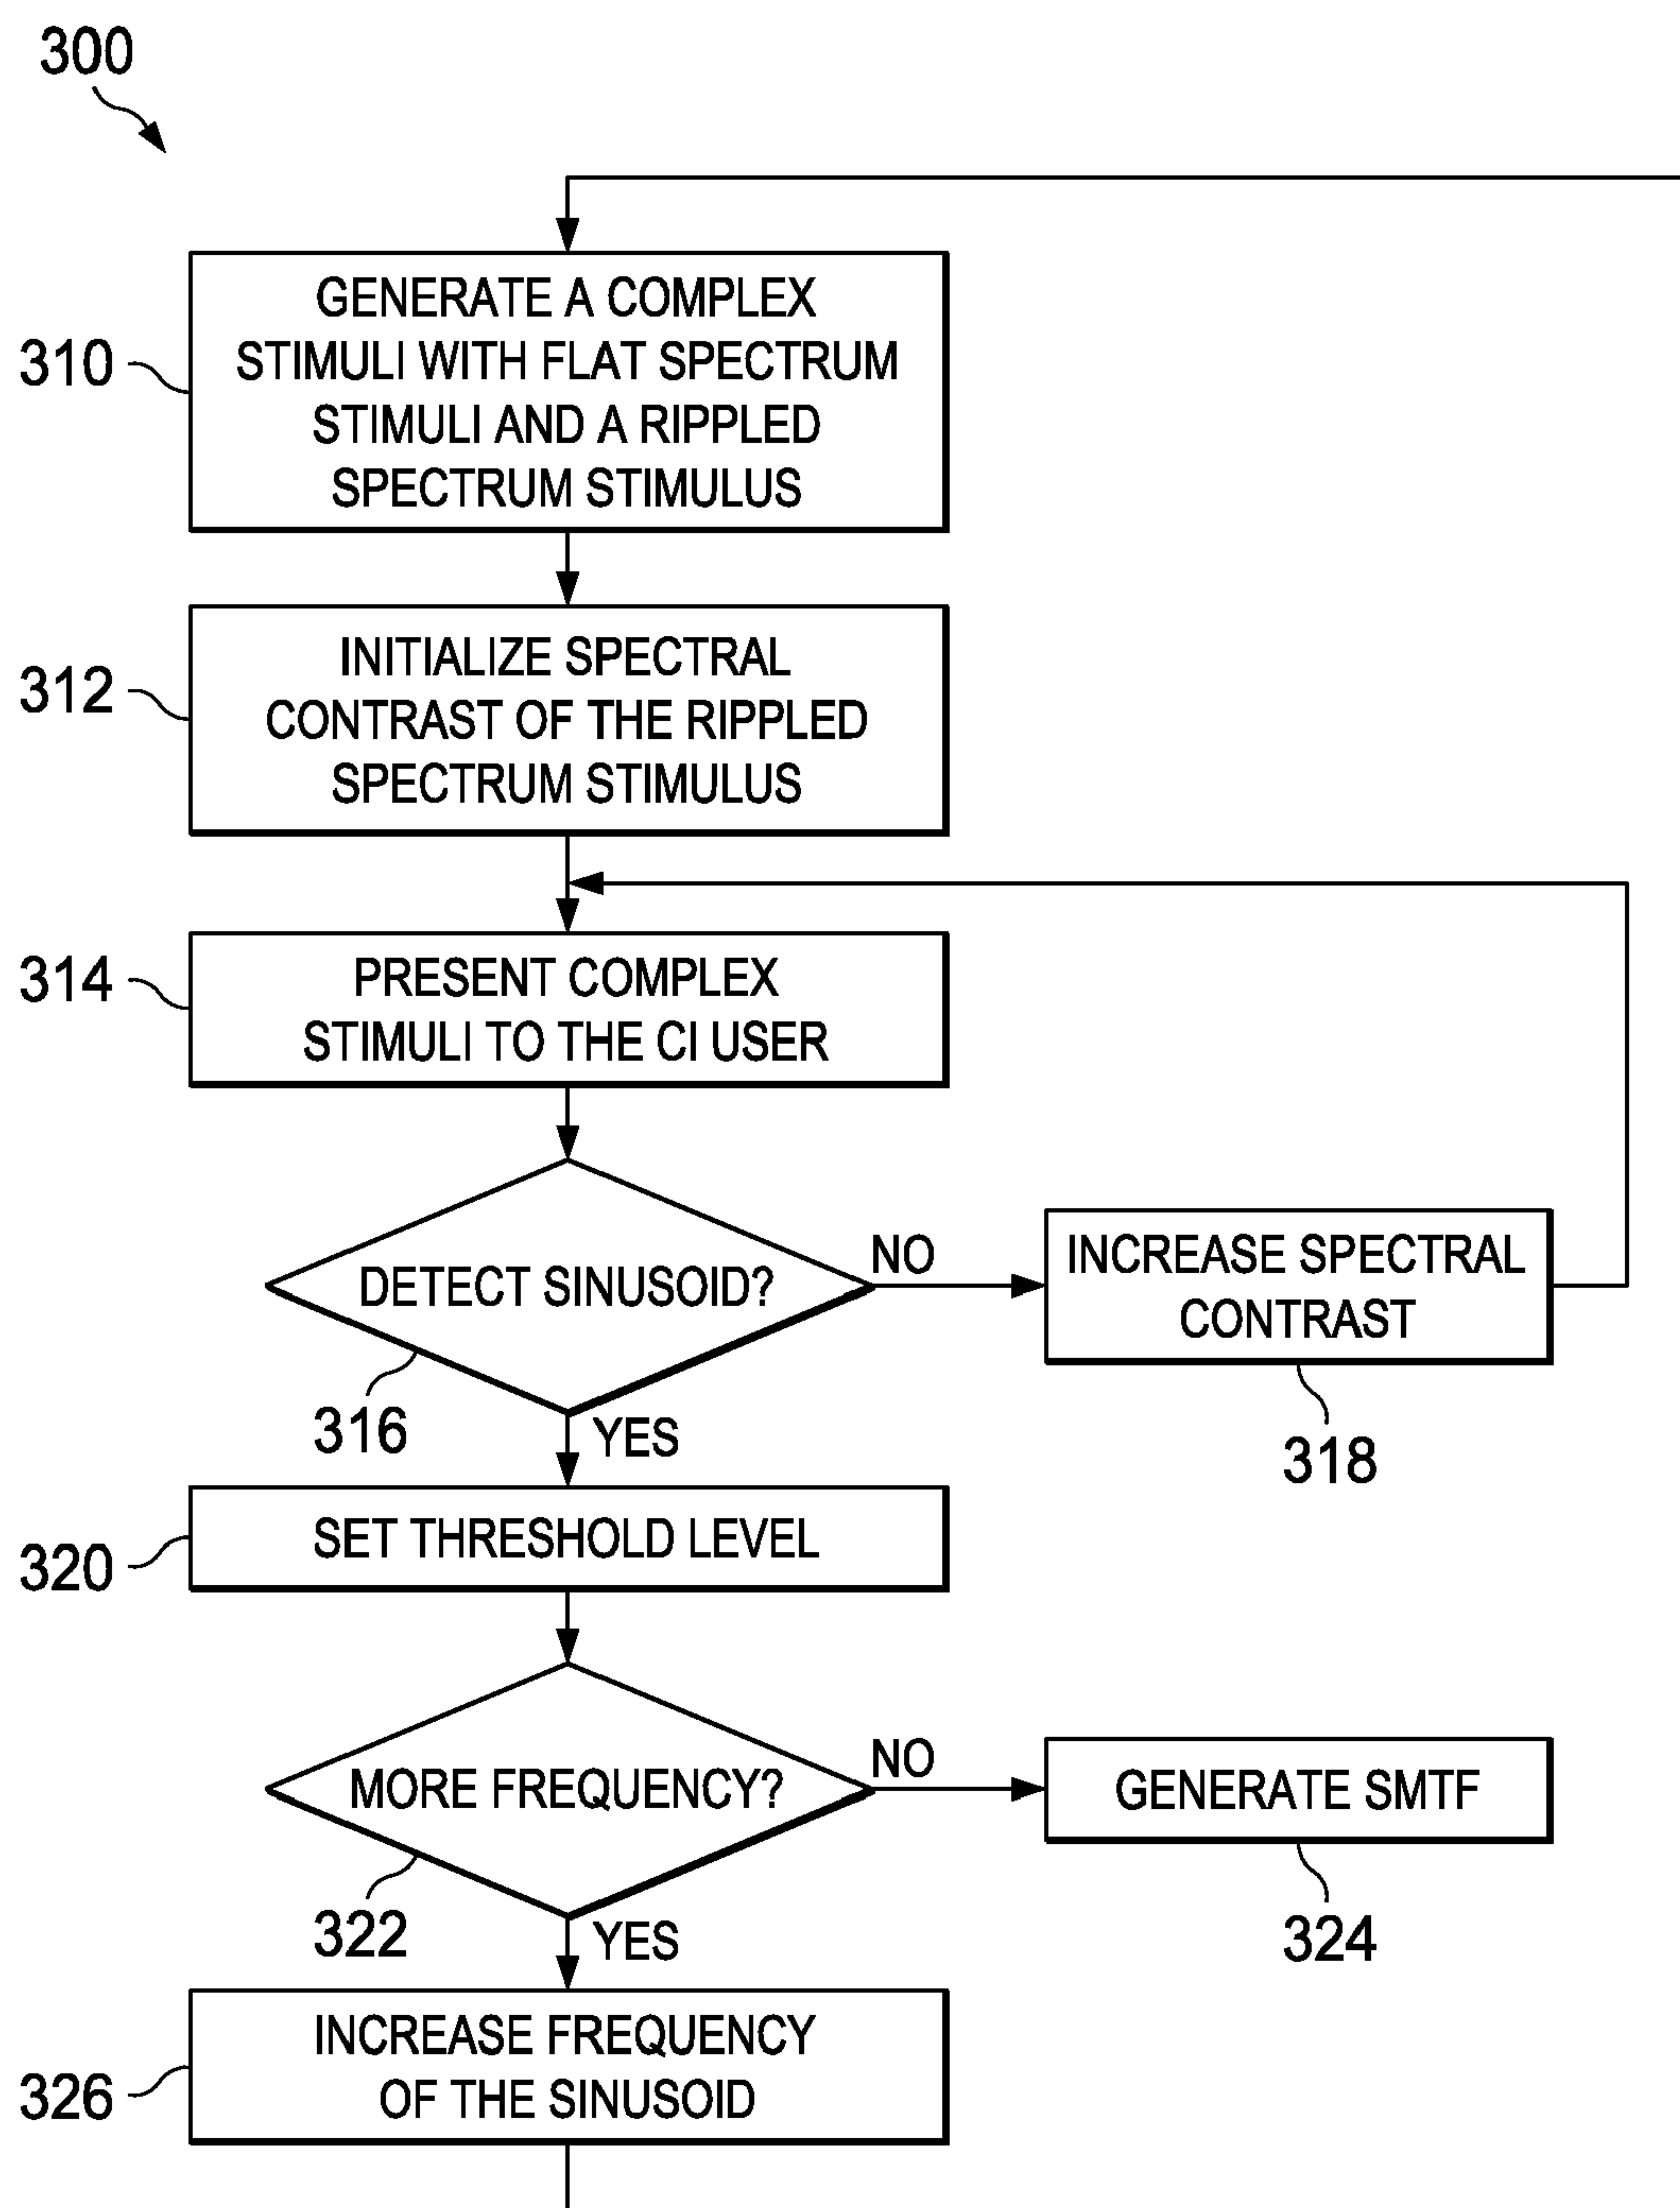 300
GENERATE A COMPLEX
STIMULI WITH FLAT SPECTRUM
STIMULI AND A RIPPLED
SPECTRUM STIMULUS
310
INITIALIZE SPECTRAL
CONTRAST OF THE RIPPLED
SPECTRUM STIMULUS
312
PRESENT COMPLEX
STIMULI TO THE CI USER
314
DETECT SINUSOID?
NO
INCREASE SPECTRAL
CONTRAST
316
YES
318
SET THRESHOLD LEVEL
320
MORE FREQUENCY?
NO
GENERATE SMTF
322
YES
324
INCREASE FREQUENCY
OF THE SINUSOID
326